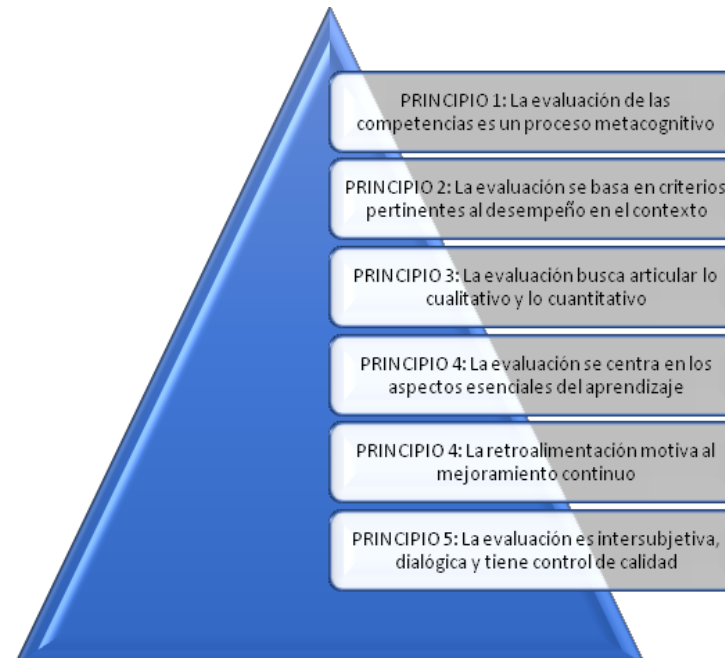 PRINCIPIO 1: La evaluación de las
competencias es un proceso metacognitivo
PRINCIPIO 2: La evaluación se basa en criterios
pertinentes al desempeño en el contexto
PRINCIPIO 3: La evaluación busca articular lo
cualitativo y lo cuantitativo
PRINCIPIO 4: La evaluación se centra en los
aspectos esenciales del aprendizaje
PRINCIPIO 4: La retroalimentación motiva al
mejoramiento continuo
PRINCIPIO 5: La evaluación es intersubjetiva,
dialógica y tiene control de calidad